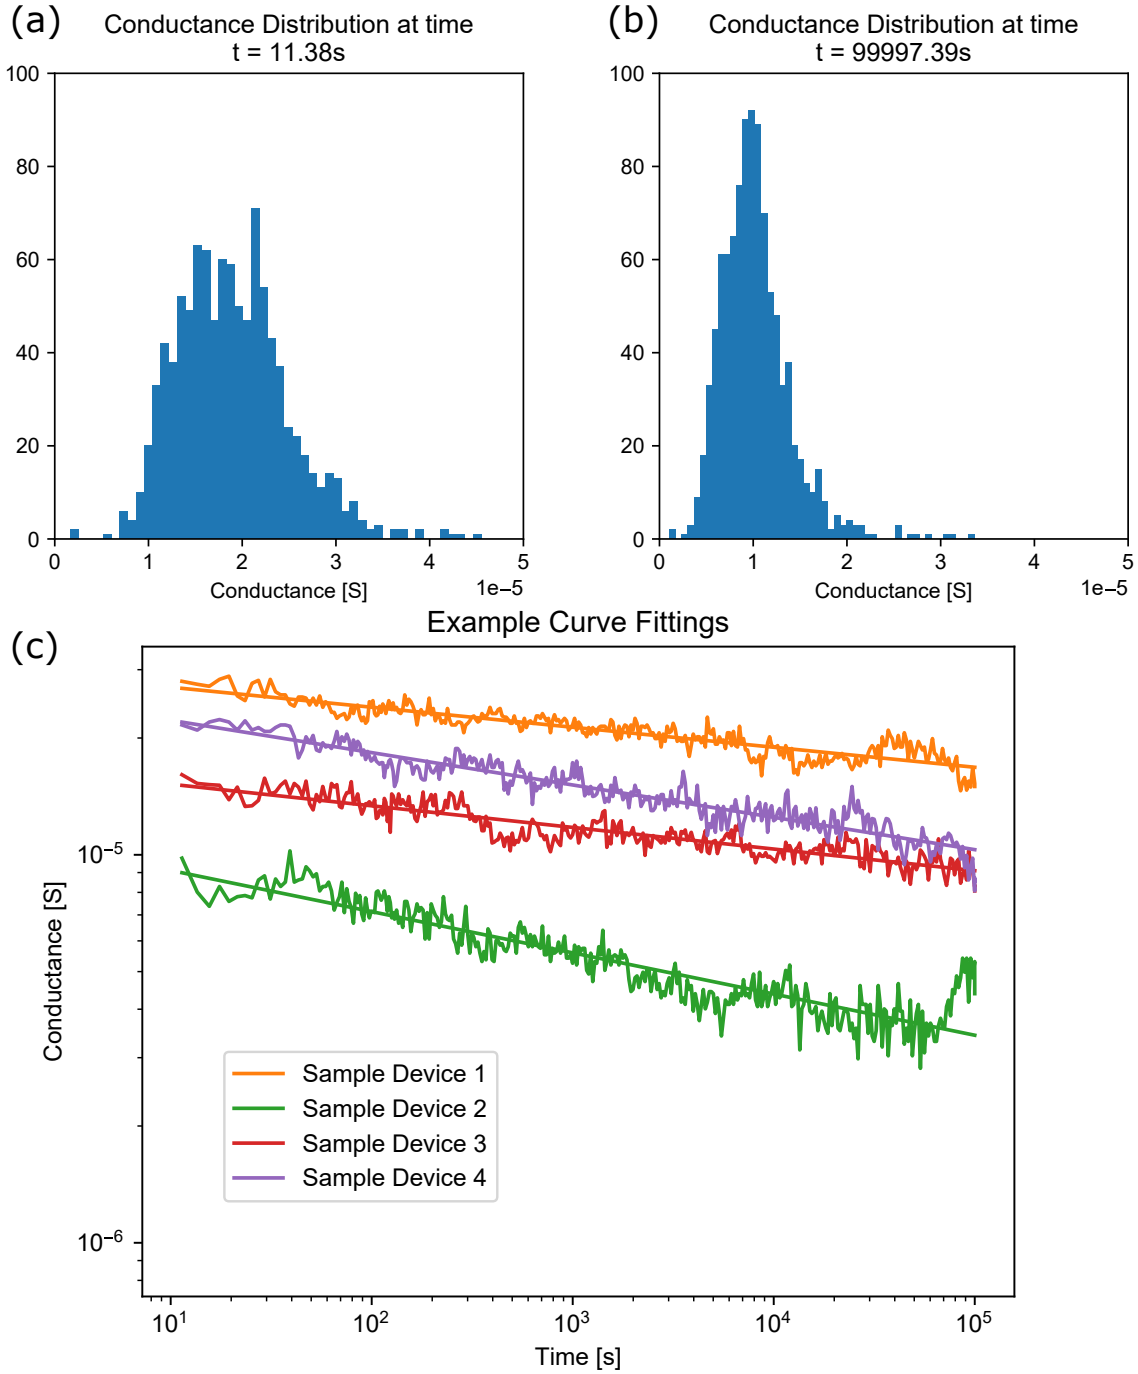 (a)
Conductance Distribution at time
t = 11.38s
100
80
60
40
20
0
0 1 2 3 4 5
Conductance [S]
1e−5
(b)
Conductance Distribution at time
t = 99997.39s
100
80
60
40
20
0
0 1 2 3 4 5
Conductance [S]
1e−5
(c)
Example Curve Fittings
Conductance [S]
10⁻⁵
10⁻⁶
Sample Device 1
Sample Device 2
Sample Device 3
Sample Device 4
10¹ 10² 10³ 10⁴ 10⁵
Time [s]